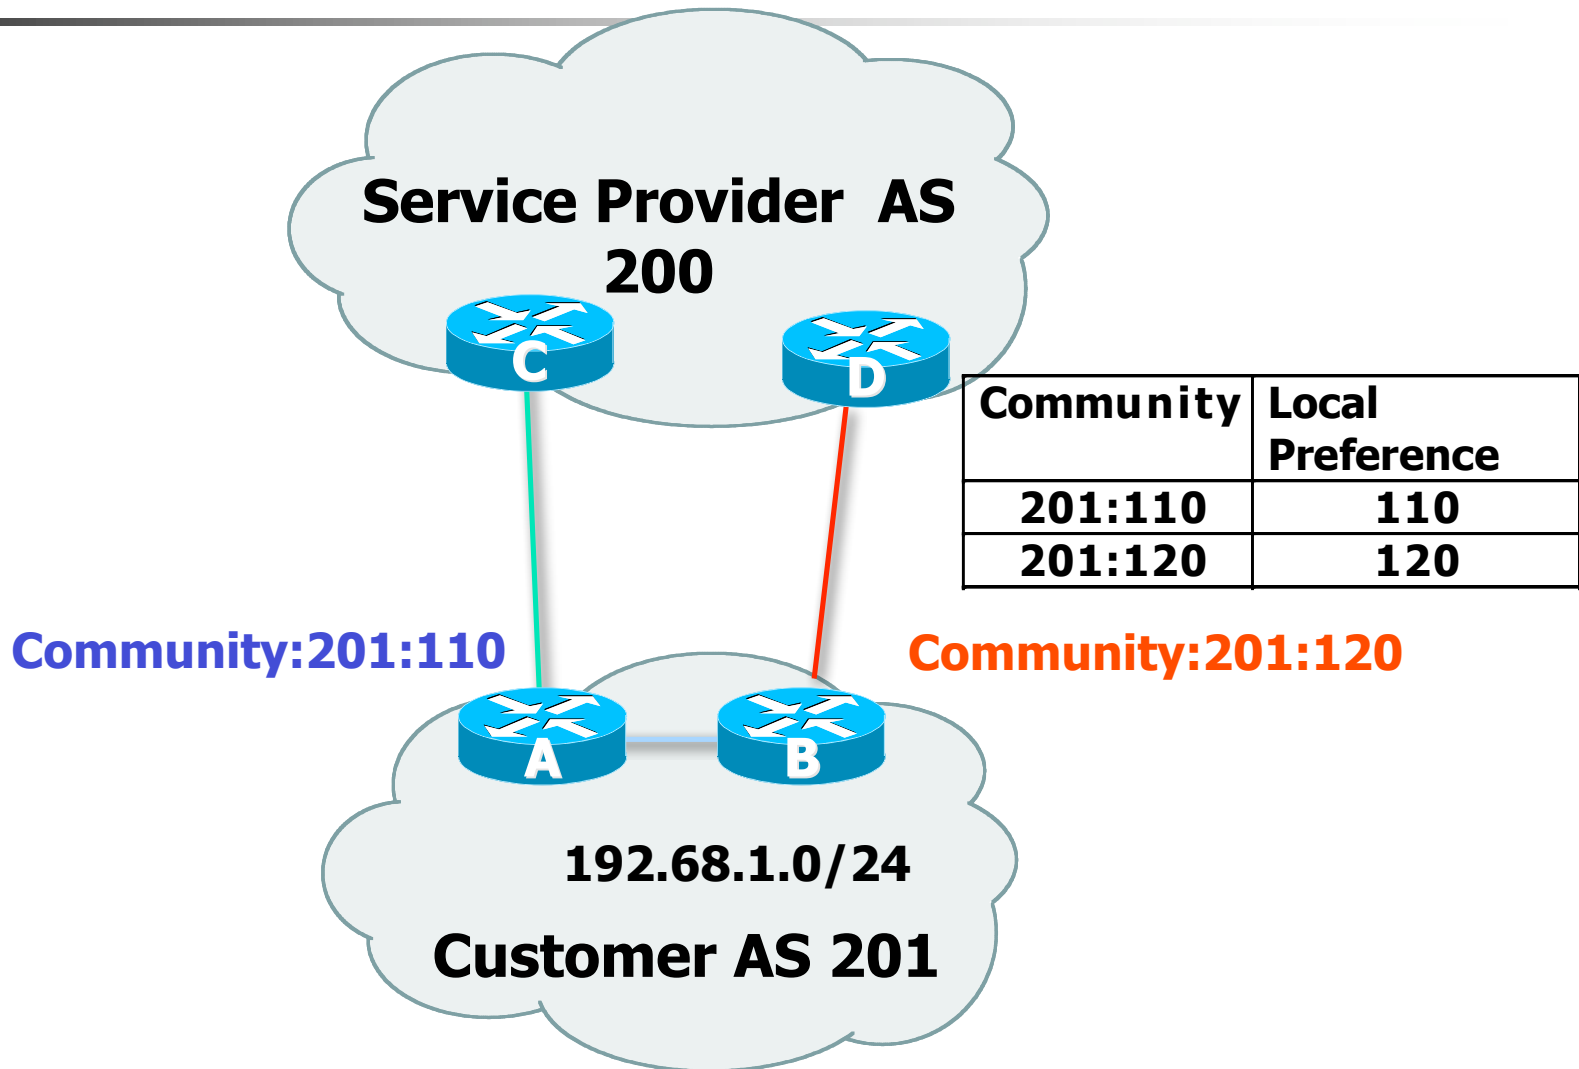 Service Provider AS
200
C
D
Community Local
Preference
201:110 110
201:120 120
Community:201:110
Community:201:120
A
B
192.68.1.0/24
Customer AS 201